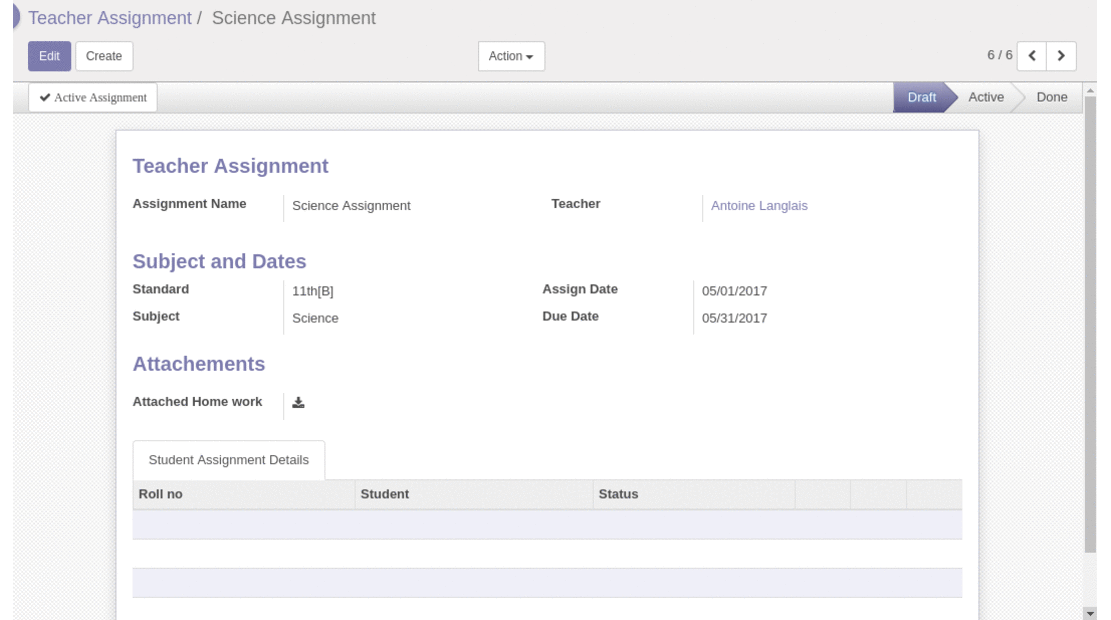 Teacher Assignment / Science Assignment
Edit Create Action 6 / 6
Active Assignment Draft Active Done
Teacher Assignment
Assignment Name Science Assignment Teacher Antoine Langlais
Subject and Dates
Standard 11th[B] Assign Date 05/01/2017
Subject Science Due Date 05/31/2017
Attachements
Attached Home work
Student Assignment Details
Roll no Student Status